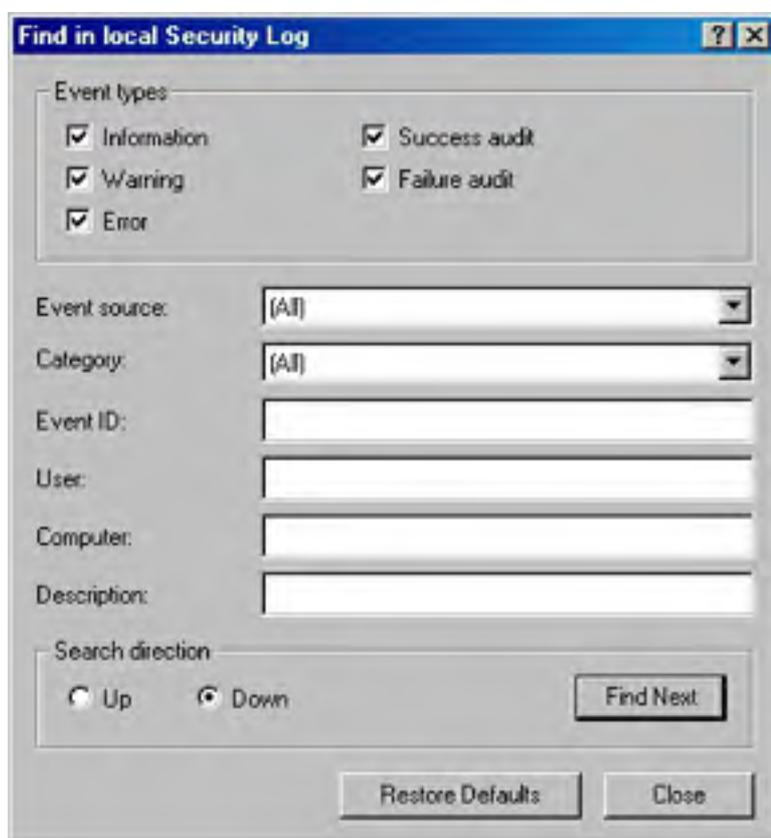 Find in local Security Log
Event types
Information
Success audit
Warning
Failure audit
Error
Event source: (All)
Category: (All)
Event ID:
User:
Computer:
Description:
Search direction
Up
Down
Find Next
Restore Defaults
Close